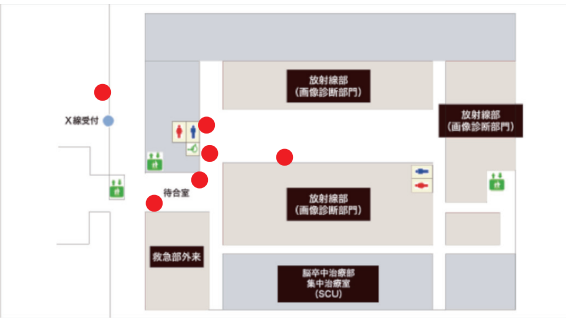 放射線部
(画像診断部門)
放射線部
(画像診断部門)
X線受付
待合室
放射線部
(画像診断部門)
救急部外来
脳卒中治療部
集中治療室
(SCU)